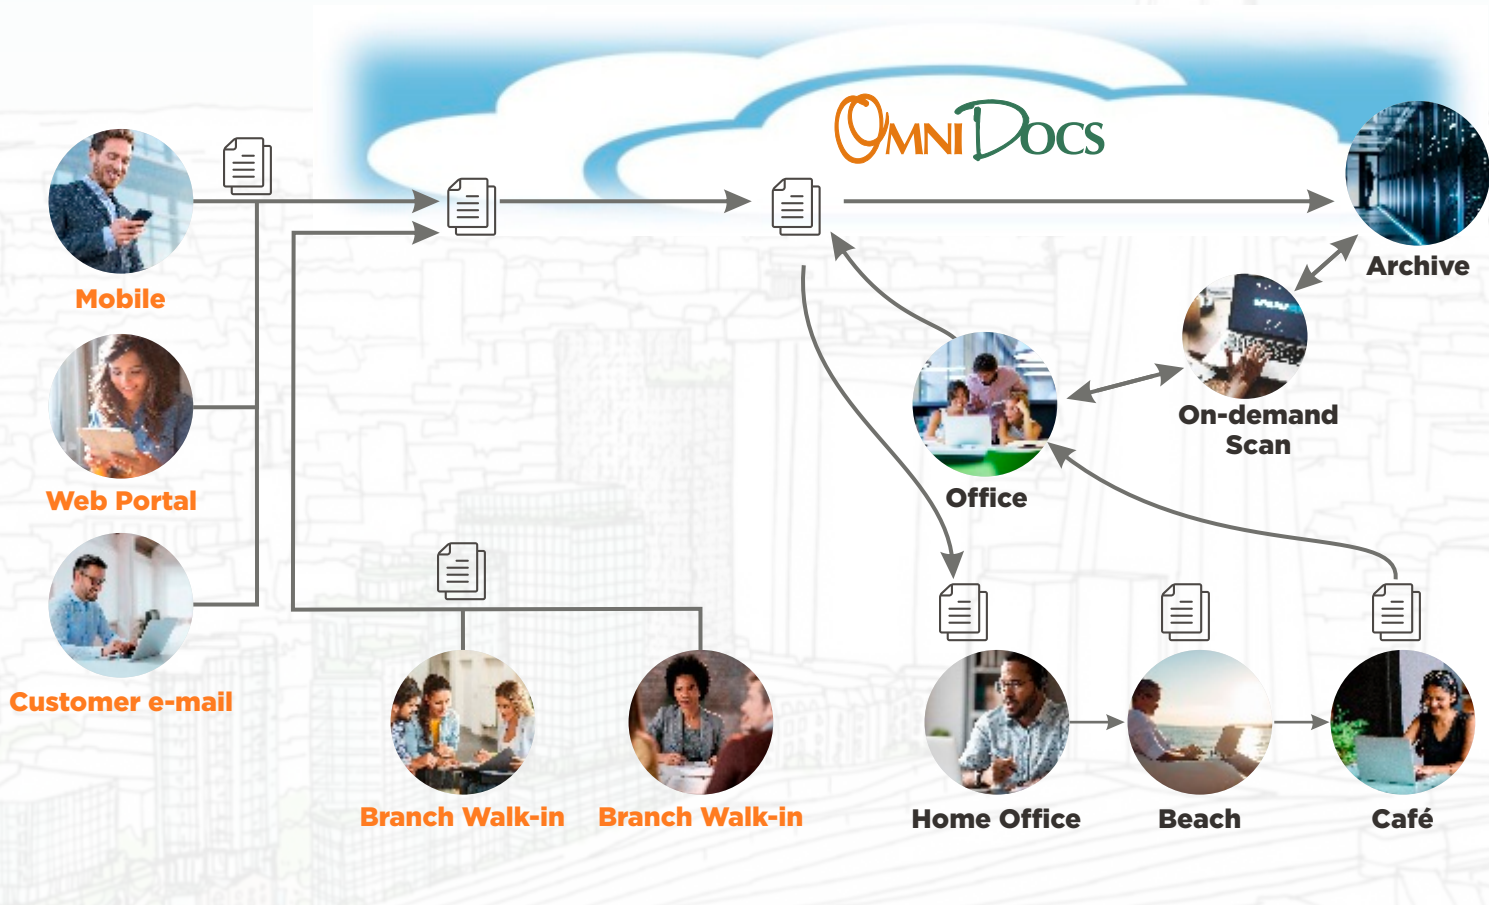 OMNIDOCS
Archive
Mobile
On-demand
Scan
Web Portal
Office
Customer e-mail
Branch Walk-in
Branch Walk-in
Home Office
Beach
Café